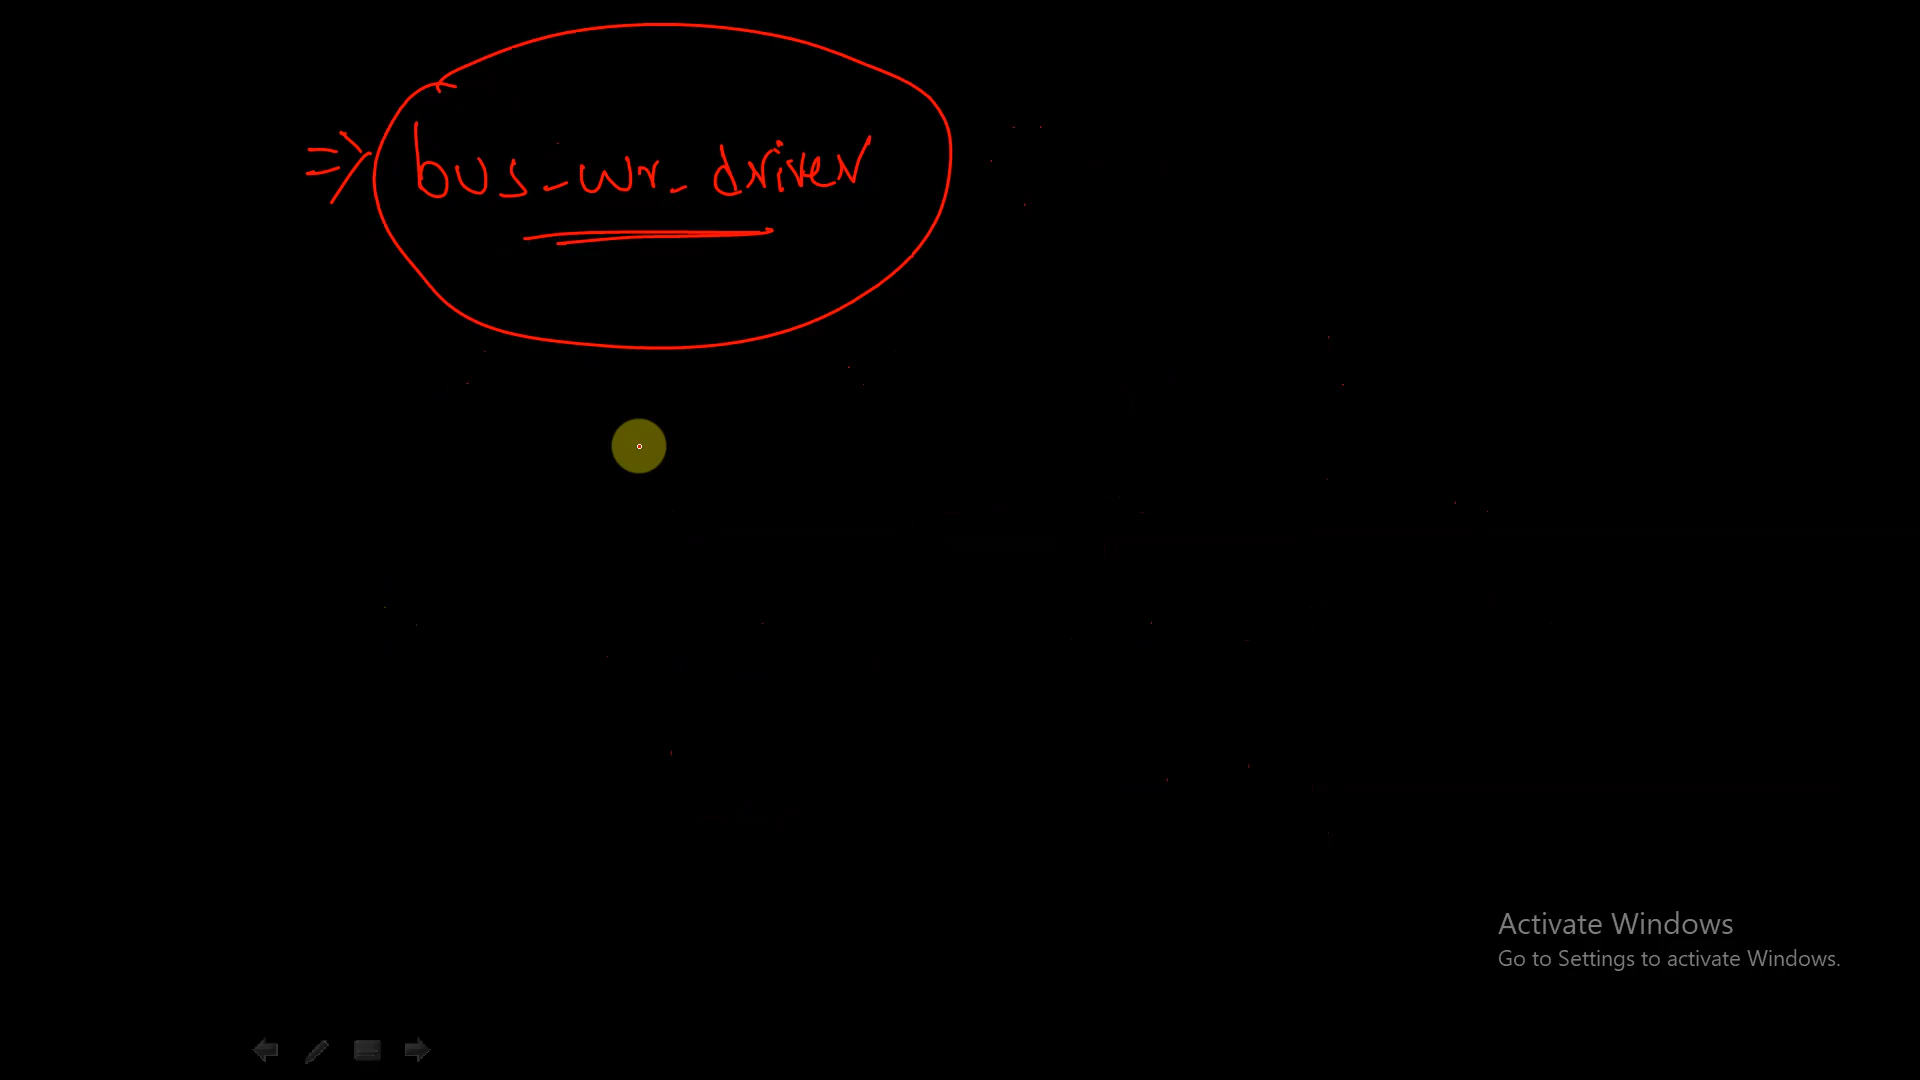 ⇒ bus_wr_driver
Activate Windows
Go to Settings to activate Windows.